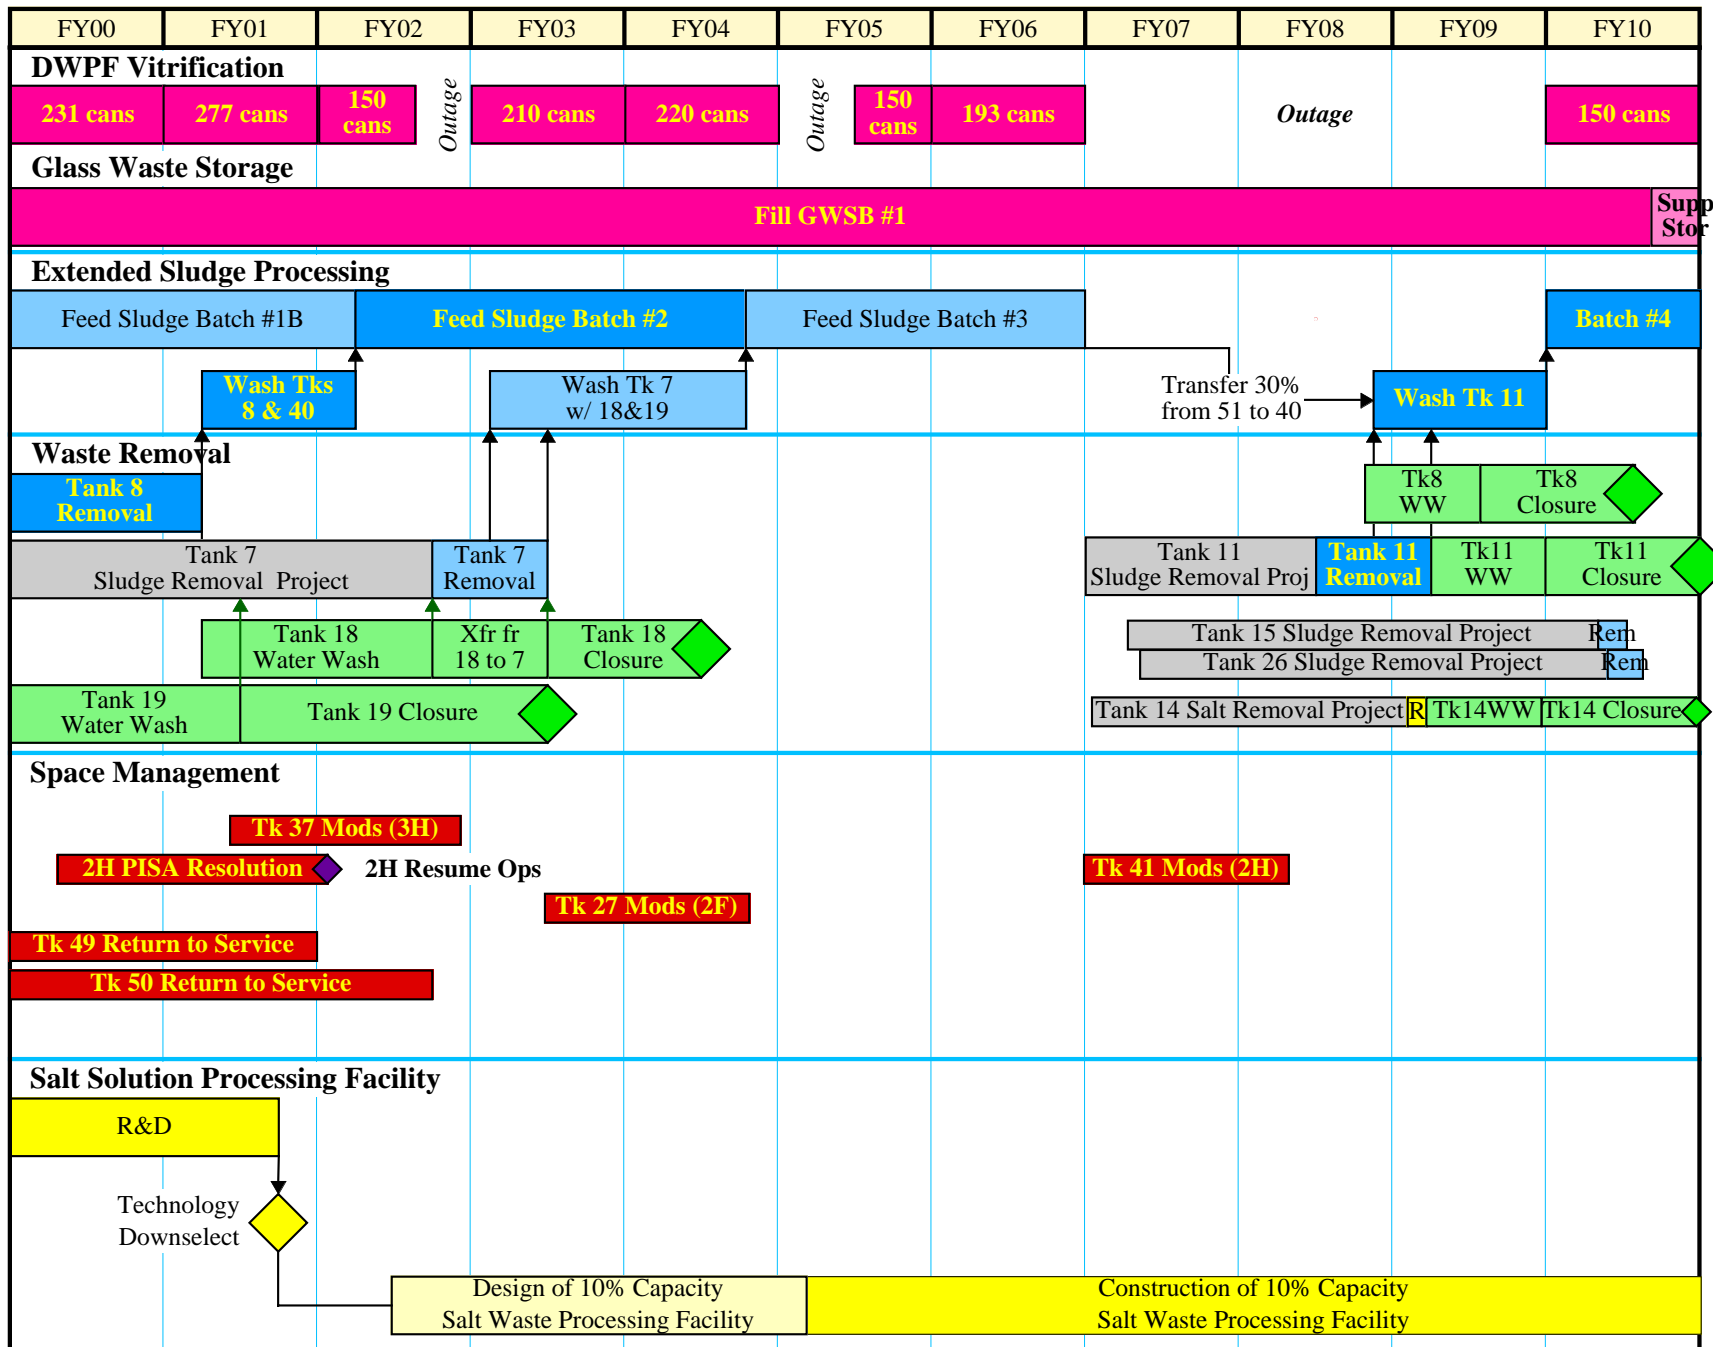 FY00 FY01 FY02 FY03 FY04 FY05 FY06 FY07 FY08 FY09 FY10
DWPF Vitrification
231 cans
277 cans
150
cans
Outage
210 cans
220 cans
Outage
150
cans
193 cans
Outage
150 cans
Glass Waste Storage
Fill GWSB #1
Supp
Stor
Extended Sludge Processing
Feed Sludge Batch #1B
Feed Sludge Batch #2
Feed Sludge Batch #3
Batch #4
Wash Tks
8 & 40
Wash Tk 7
w/ 18&19
Transfer 30%
from 51 to 40
Wash Tk 11
Waste Removal
Tank 8
Removal
Tk8
WW
Tk8
Closure
Tank 7
Sludge Removal Project
Tank 7
Removal
Tank 11
Sludge Removal Proj
Tank 11
Removal
Tk11
WW
Tk11
Closure
Tank 18
Water Wash
Xfr fr
18 to 7
Tank 18
Closure
Tank 15 Sludge Removal Project
Rem
Tank 26 Sludge Removal Project
Rem
Tank 19
Water Wash
Tank 19 Closure
Tank 14 Salt Removal Project
R
Tk14WW
Tk14 Closure
Space Management
Tk 37 Mods (3H)
2H PISA Resolution
2H Resume Ops
Tk 41 Mods (2H)
Tk 27 Mods (2F)
Tk 49 Return to Service
Tk 50 Return to Service
Salt Solution Processing Facility
R&D
Technology
Downselect
Design of 10% Capacity
Salt Waste Processing Facility
Construction of 10% Capacity
Salt Waste Processing Facility